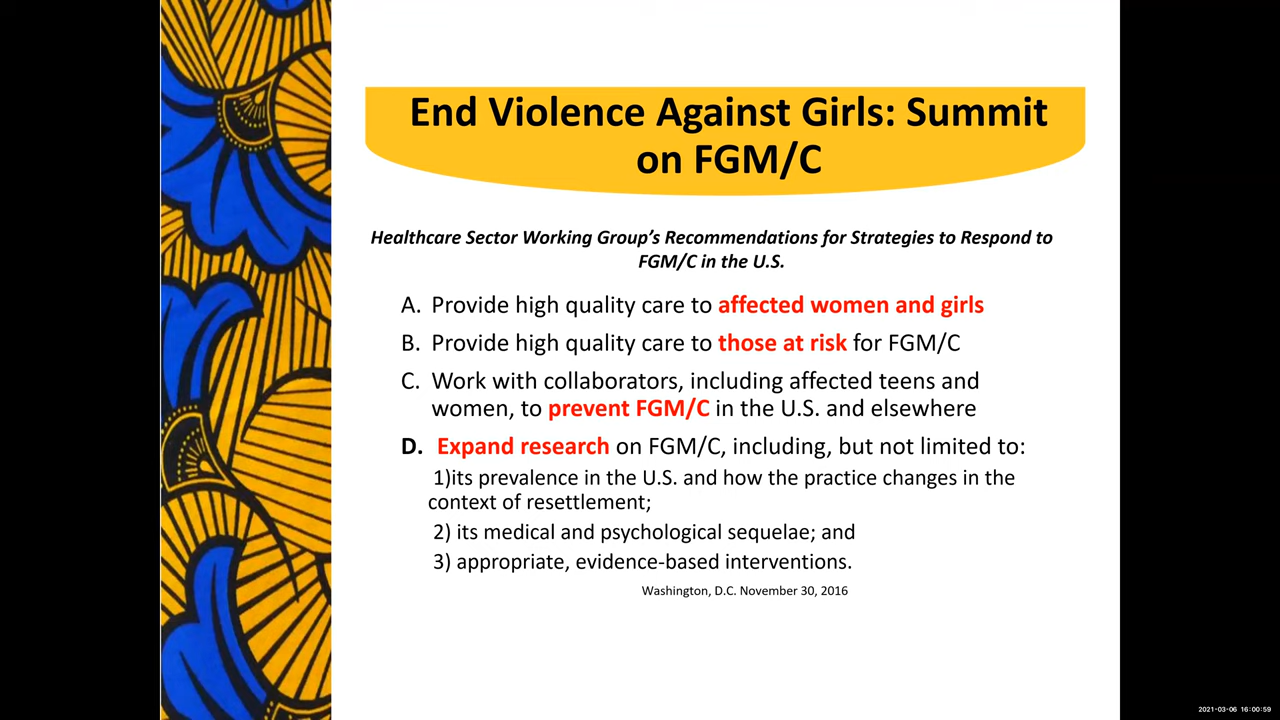 End Violence Against Girls: Summit
on FGM/C
Healthcare Sector Working Group's Recommendations for Strategies to Respond to
FGM/C in the U.S.
A. Provide high quality care to affected women and girls
B. Provide high quality care to those at risk for FGM/C
C. Work with collaborators, including affected teens and
women, to prevent FGM/C in the U.S. and elsewhere
D. Expand research on FGM/C, including, but not limited to:
1)its prevalence in the U.S. and how the practice changes in the
context of resettlement;
2) its medical and psychological sequelae; and
3) appropriate, evidence-based interventions.
Washington, D.C. November 30, 2016
2021-03-06 16:00:59